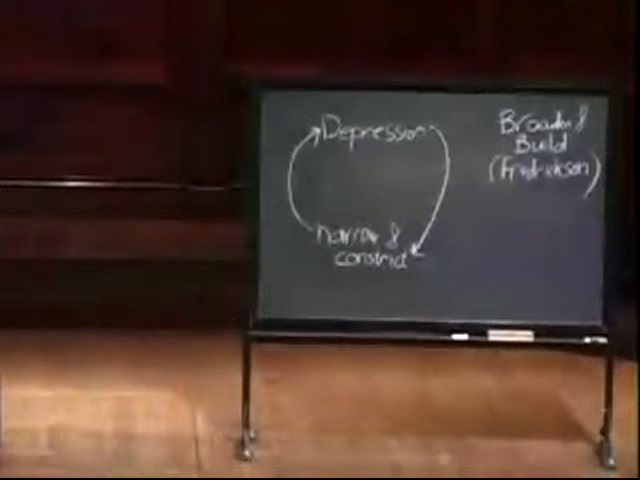 Depression
narrow &
constrict
Broaden &
Build
(Fredrickson)